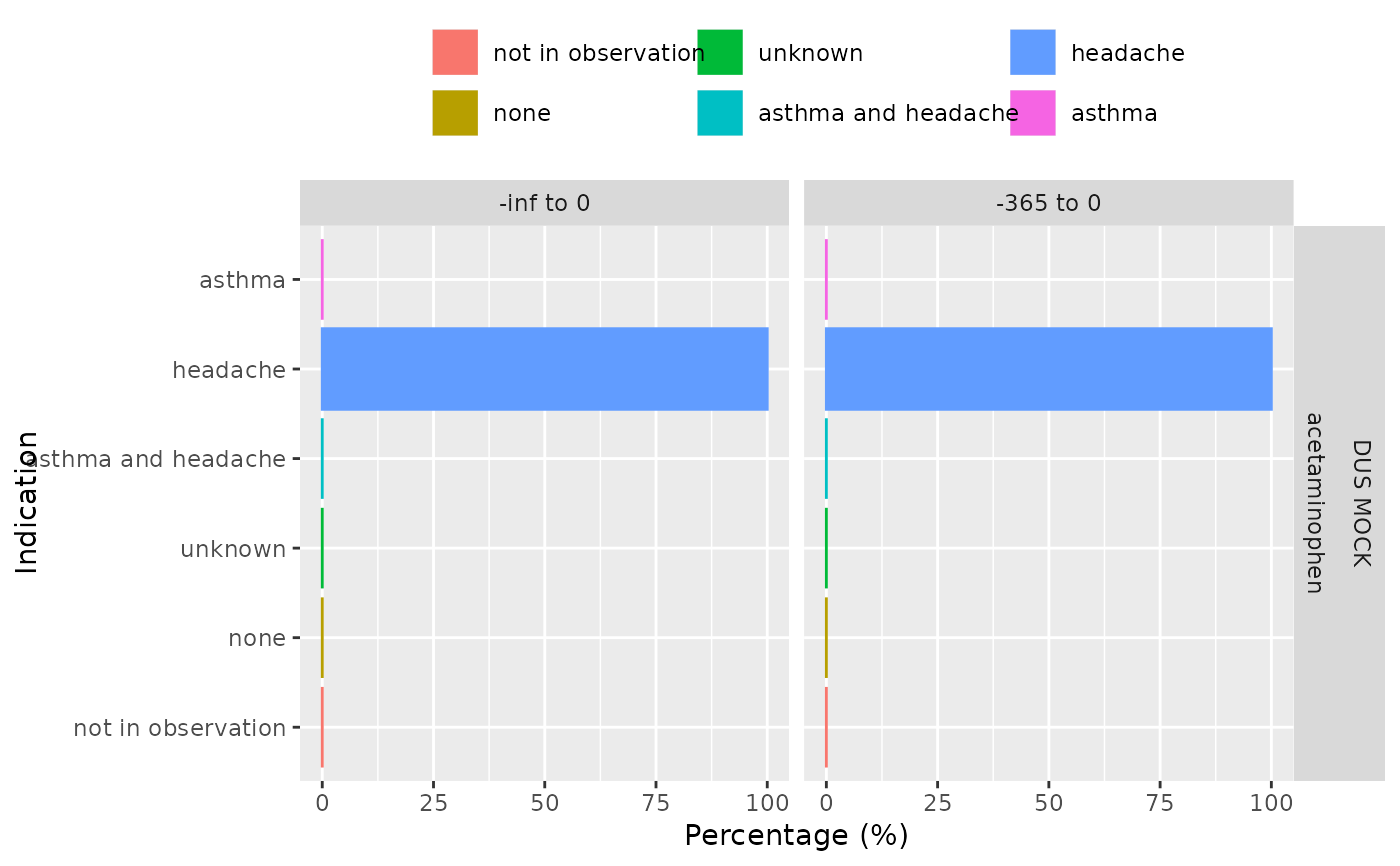 not in observation unknown headache
none asthma and headache asthma
-inf to 0 -365 to 0
asthma
headache
asthma and headache
unknown
none
not in observation
Indication
acetaminophen
DUS MOCK
0 25 50 75 100 0 25 50 75 100
Percentage (%)